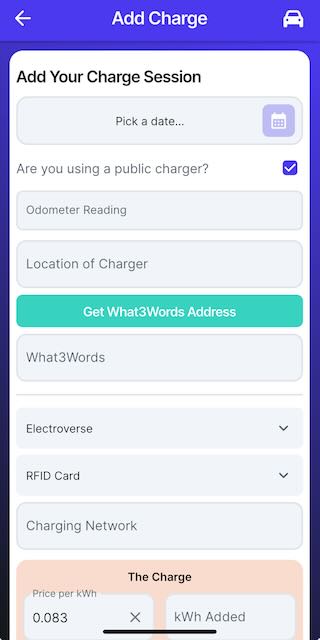 Add Charge
Add Your Charge Session
Pick a date...
Are you using a public charger?
Odometer Reading
Location of Charger
Get What3Words Address
What3Words
Electroverse
RFID Card
Charging Network
The Charge
Price per kWh
0.083
kWh Added